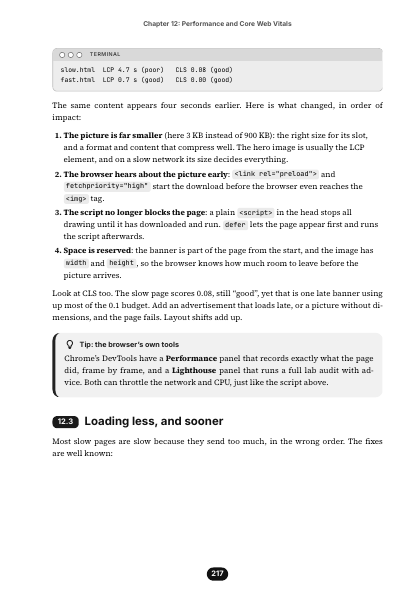 Chapter 12: Performance and Core Web Vitals
TERMINAL
slow.html  LCP 4.7 s (poor)   CLS 0.08 (good)
fast.html  LCP 0.7 s (good)   CLS 0.00 (good)
The same content appears four seconds earlier. Here is what changed, in order of
impact:
1. The picture is far smaller (here 3 KB instead of 900 KB): the right size for its slot,
and a format and content that compress well. The hero image is usually the LCP
element, and on a slow network its size decides everything.
2. The browser hears about the picture early: <link rel="preload"> and
fetchpriority="high" start the download before the browser even reaches the
<img> tag.
3. The script no longer blocks the page: a plain <script> in the head stops all
drawing until it has downloaded and run. defer lets the page appear first and runs
the script afterwards.
4. Space is reserved: the banner is part of the page from the start, and the image has
width and height, so the browser knows how much room to leave before the
picture arrives.
Look at CLS too. The slow page scores 0.08, still “good”, yet that is one late banner using
up most of the 0.1 budget. Add an advertisement that loads late, or a picture without di-
mensions, and the page fails. Layout shifts add up.
Tip: the browser’s own tools
Chrome’s DevTools have a Performance panel that records exactly what the page
did, frame by frame, and a Lighthouse panel that runs a full lab audit with ad-
vice. Both can throttle the network and CPU, just like the script above.
12.3 Loading less, and sooner
Most slow pages are slow because they send too much, in the wrong order. The fixes
are well known:
217